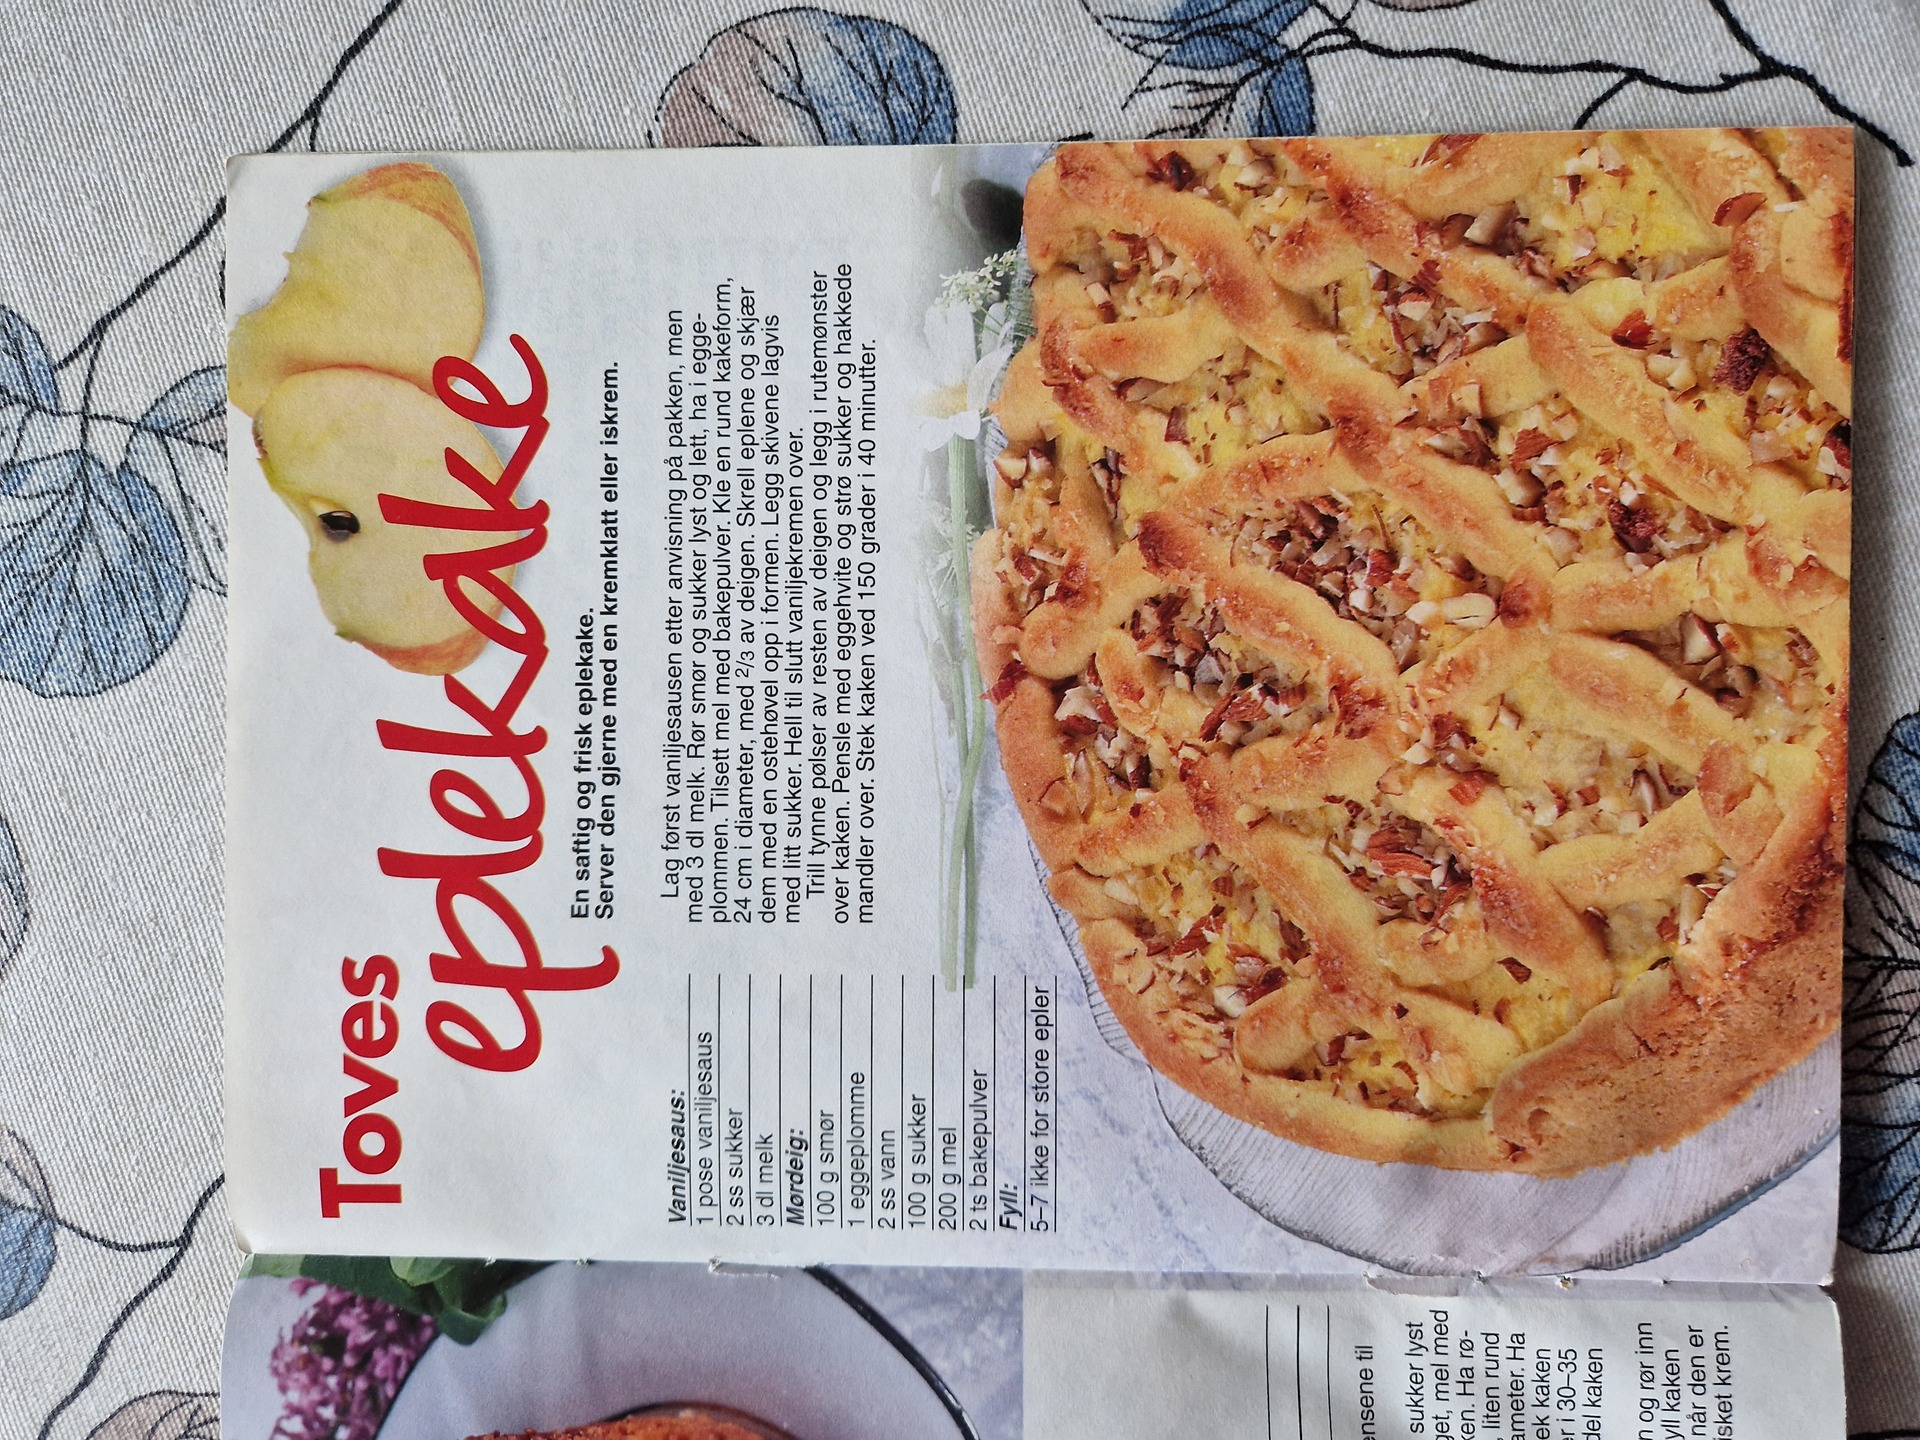 Toves
eplekake
En saftig og frisk eplekake.
Server den gjerne med en kremklatt eller iskrem.
Vaniljesaus:
1 pose vaniljesaus
2 ss sukker
3 dl melk
Mørdeig:
100 g smør
1 eggeplomme
2 ss vann
100 g sukker
200 g mel
2 ts bakepulver
Fyll:
5–7 ikke for store epler
Lag først vaniljesausen etter anvisning på pakken, men
med 3 dl melk. Rør smør og sukker lyst og lett, ha i egge-
plommen. Tilsett mel med bakepulver. Kle en rund kakeform,
24 cm i diameter, med 2/3 av deigen. Skrell eplene og skjær
dem med en ostehøvel opp i formen. Legg skivene lagvis
med litt sukker. Hell til slutt vaniljekremen over.
Trill tynne pølser av resten av deigen og legg i rutemønster
over kaken. Pensle med eggehvite og strø sukker og hakkede
mandler over. Stek kaken ved 150 grader i 40 minutter.
ensene til
sukker lyst
get, mel med
ken. Ha rø-
, liten rund
ameter. Ha
ek kaken
er i 30–35
del kaken
n og rør inn
yll kaken
når den er
isket krem.